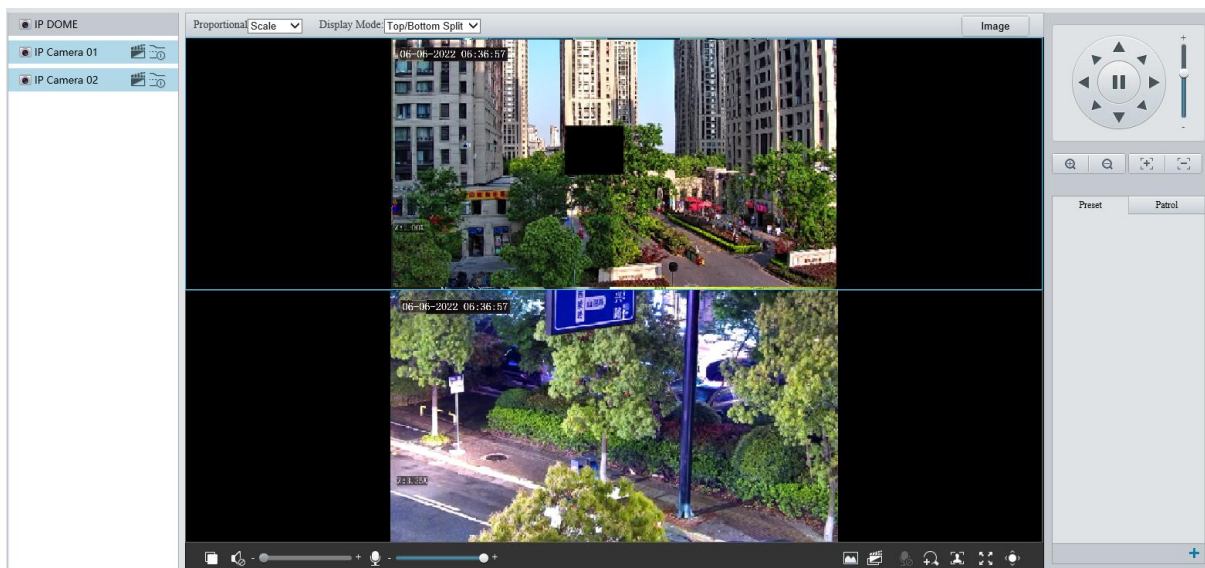 IP DOME
IP Camera 01
IP Camera 02
Proportional Scale
Display Mode: Top/Bottom Split
Image
06-06-2022 06:36:57
06-06-2022 06:36:57
- + - +
+
-
Preset
Patrol
+